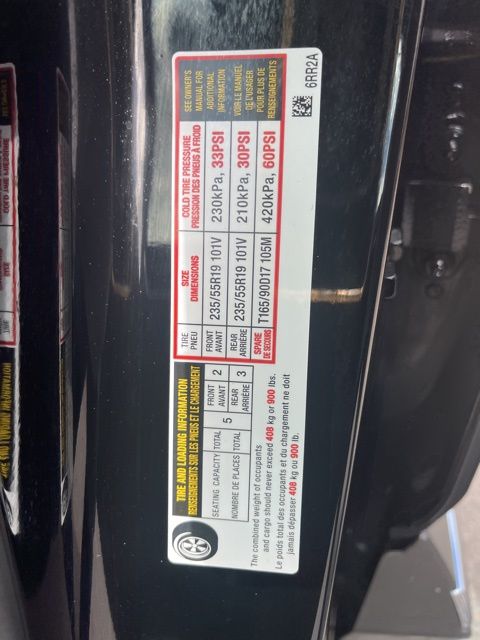 TIRE AND LOADING INFORMATION
RENSEIGNEMENTS SUR LES PNEUS ET LE CHARGEMENT
SEATING CAPACITY TOTAL 5 FRONT AVANT 2
NOMBRE DE PLACES TOTAL REAR ARRIÈRE 3
The combined weight of occupants
and cargo should never exceed 408 kg or 900 lbs.
Le poids total des occupants et du chargement ne doit
jamais dépasser 408 kg ou 900 lb.
TIRE PNEU
SIZE DIMENSIONS
COLD TIRE PRESSURE
PRESSION DES PNEUS À FROID
FRONT AVANT 235/55R19 101V 230kPa, 33PSI
REAR ARRIÈRE 235/55R19 101V 210kPa, 30PSI
SPARE DE SECOURS T165/90D17 105M 420kPa, 60PSI
SEE OWNER'S
MANUAL FOR
ADDITIONAL
INFORMATION
VOIR LE MANUEL
DE L'USAGER
POUR PLUS DE
RENSEIGNEMENTS
6RR2A